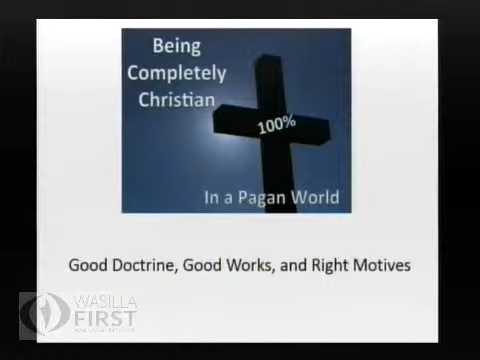 Being
Completely
Christian
100%
In a Pagan World
Good Doctrine, Good Works, and Right Motives
WASILLA
FIRST